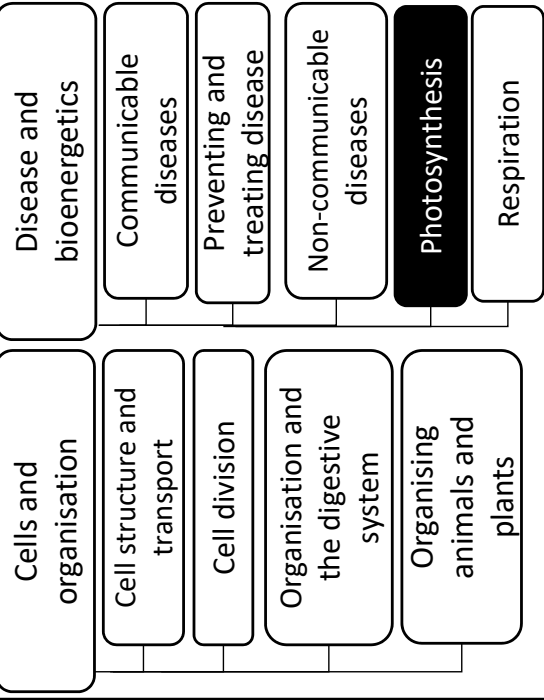 Cells and
organisation
Cell structure and
transport
Cell division
Organisation and
the digestive
system
Organising
animals and
plants
Disease and
bioenergetics
Communicable
diseases
Preventing and
treating disease
Non-communicable
diseases
Photosynthesis
Respiration